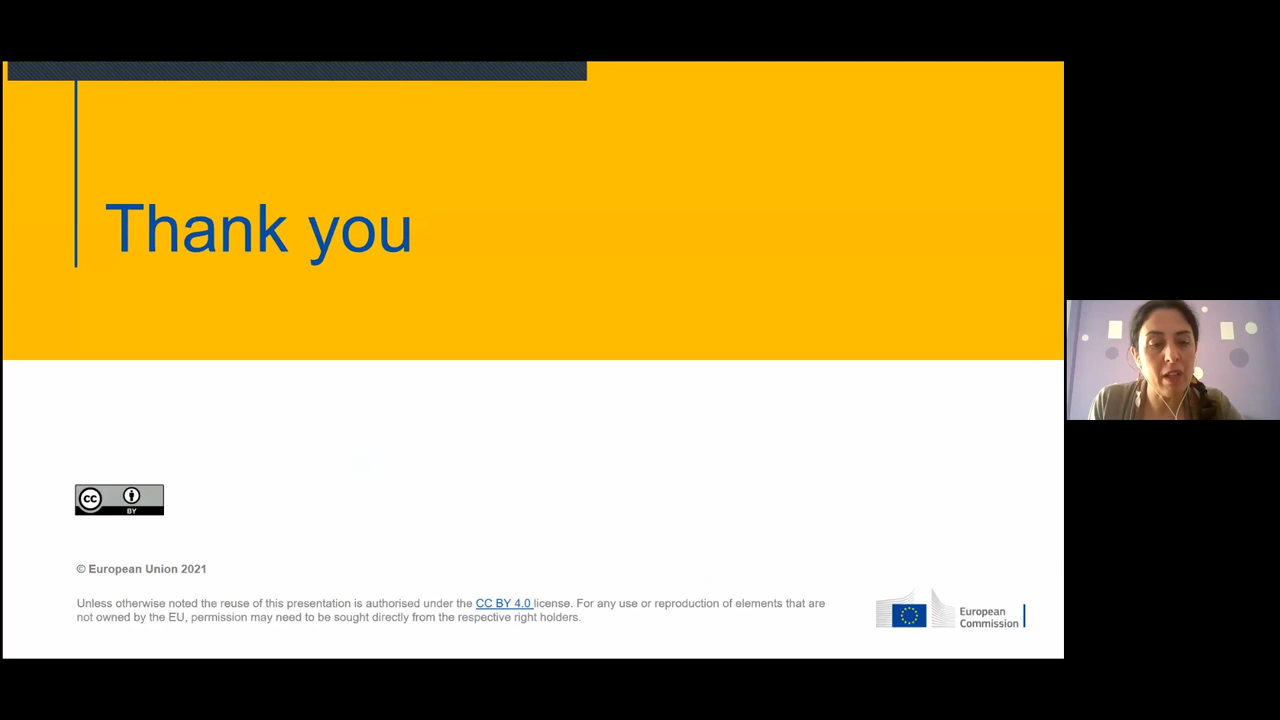 Thank you
CC
BY
© European Union 2021
Unless otherwise noted the reuse of this presentation is authorised under the CC BY 4.0 license. For any use or reproduction of elements that are
not owned by the EU, permission may need to be sought directly from the respective right holders.
European
Commission